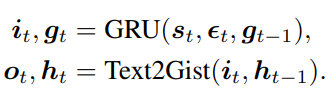 i_t, g_t = GRU(s_t, ϵ_t, g_{t−1}),
o_t, h_t = Text2Gist(i_t, h_{t−1}).